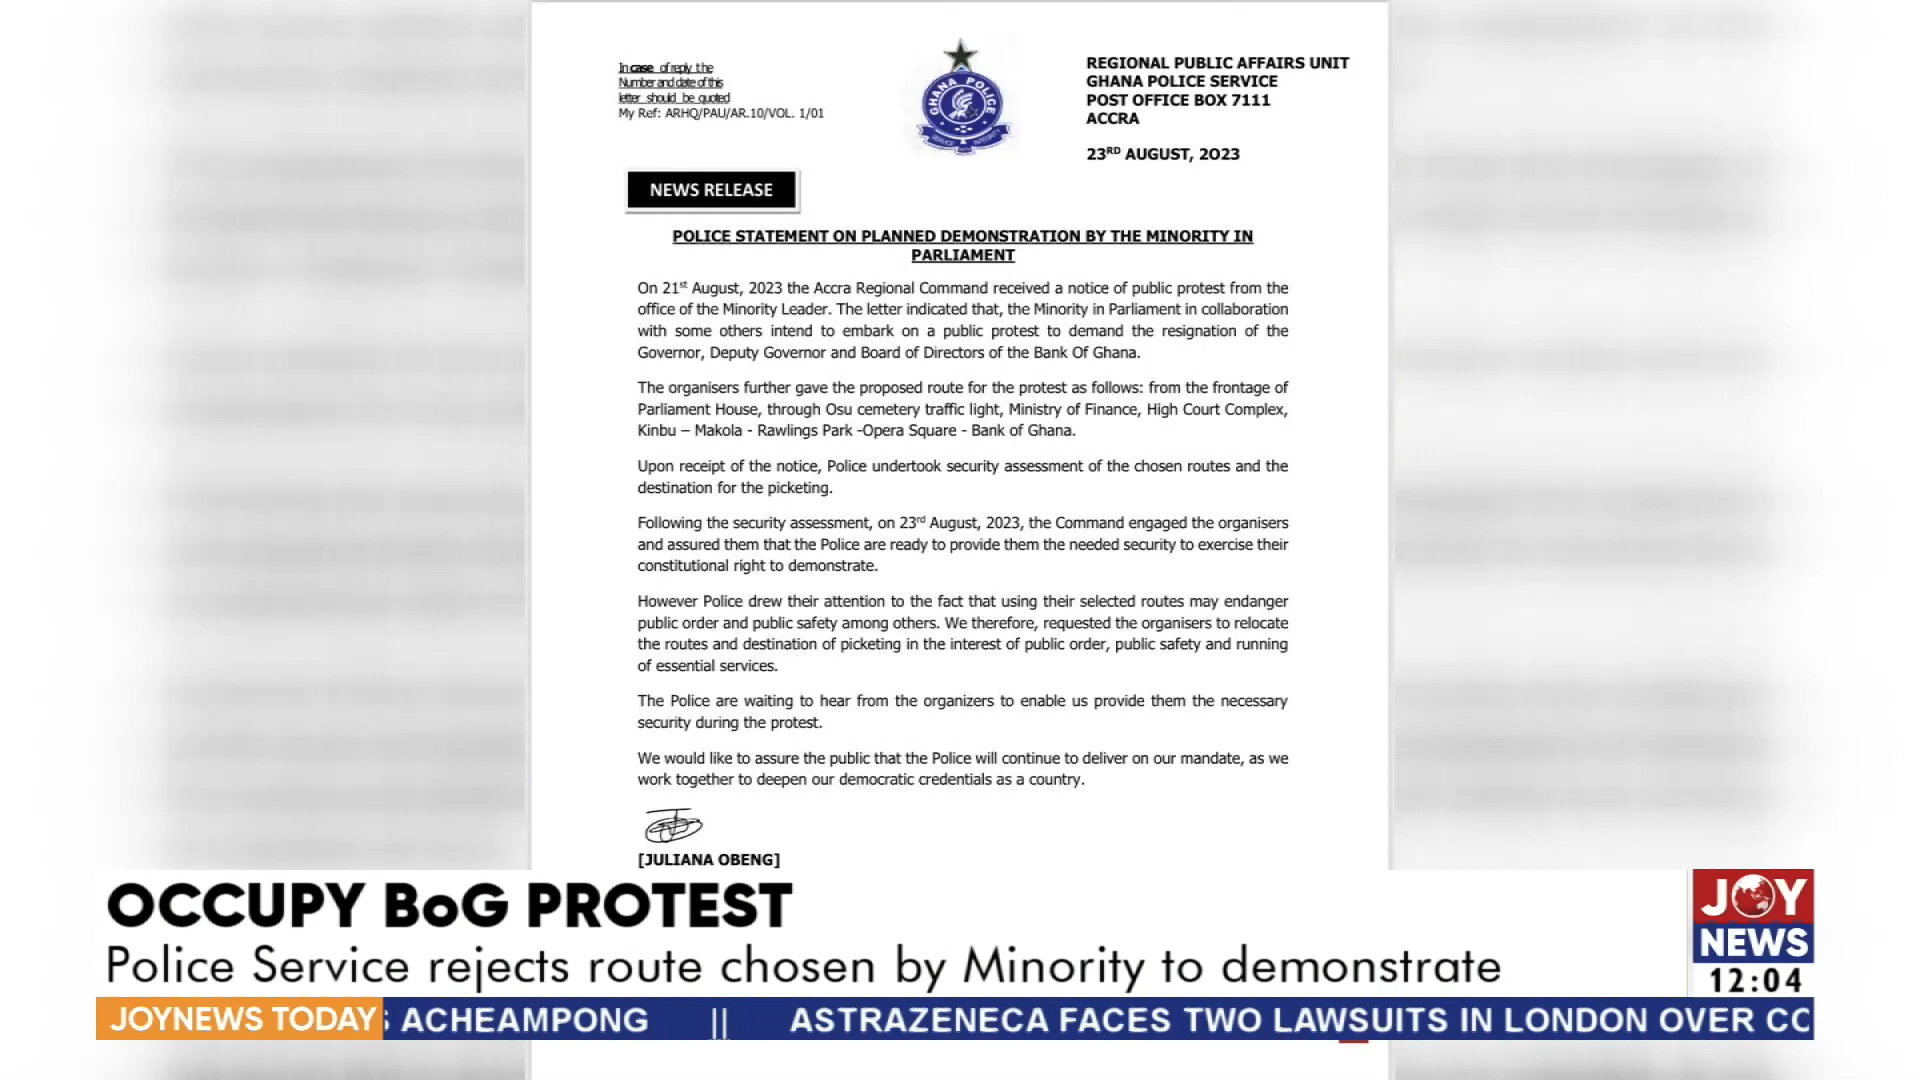 In case of reply the
Number and date of this
letter should be quoted
My Ref: ARHQ/PAU/AR.10/VOL. 1/01
GHANA POLICE
SERVICE WITH INTEGRITY
REGIONAL PUBLIC AFFAIRS UNIT
GHANA POLICE SERVICE
POST OFFICE BOX 7111
ACCRA
23RD AUGUST, 2023
NEWS RELEASE
POLICE STATEMENT ON PLANNED DEMONSTRATION BY THE MINORITY IN
PARLIAMENT
On 21st August, 2023 the Accra Regional Command received a notice of public protest from the
office of the Minority Leader. The letter indicated that, the Minority in Parliament in collaboration
with some others intend to embark on a public protest to demand the resignation of the
Governor, Deputy Governor and Board of Directors of the Bank Of Ghana.
The organisers further gave the proposed route for the protest as follows: from the frontage of
Parliament House, through Osu cemetery traffic light, Ministry of Finance, High Court Complex,
Kinbu – Makola - Rawlings Park -Opera Square - Bank of Ghana.
Upon receipt of the notice, Police undertook security assessment of the chosen routes and the
destination for the picketing.
Following the security assessment, on 23rd August, 2023, the Command engaged the organisers
and assured them that the Police are ready to provide them the needed security to exercise their
constitutional right to demonstrate.
However Police drew their attention to the fact that using their selected routes may endanger
public order and public safety among others. We therefore, requested the organisers to relocate
the routes and destination of picketing in the interest of public order, public safety and running
of essential services.
The Police are waiting to hear from the organizers to enable us provide them the necessary
security during the protest.
We would like to assure the public that the Police will continue to deliver on our mandate, as we
work together to deepen our democratic credentials as a country.
[JULIANA OBENG]
OCCUPY BoG PROTEST
Police Service rejects route chosen by Minority to demonstrate
JOY
NEWS
12:04
JOYNEWS TODAY
ACHEAMPONG || ASTRAZENECA FACES TWO LAWSUITS IN LONDON OVER CO